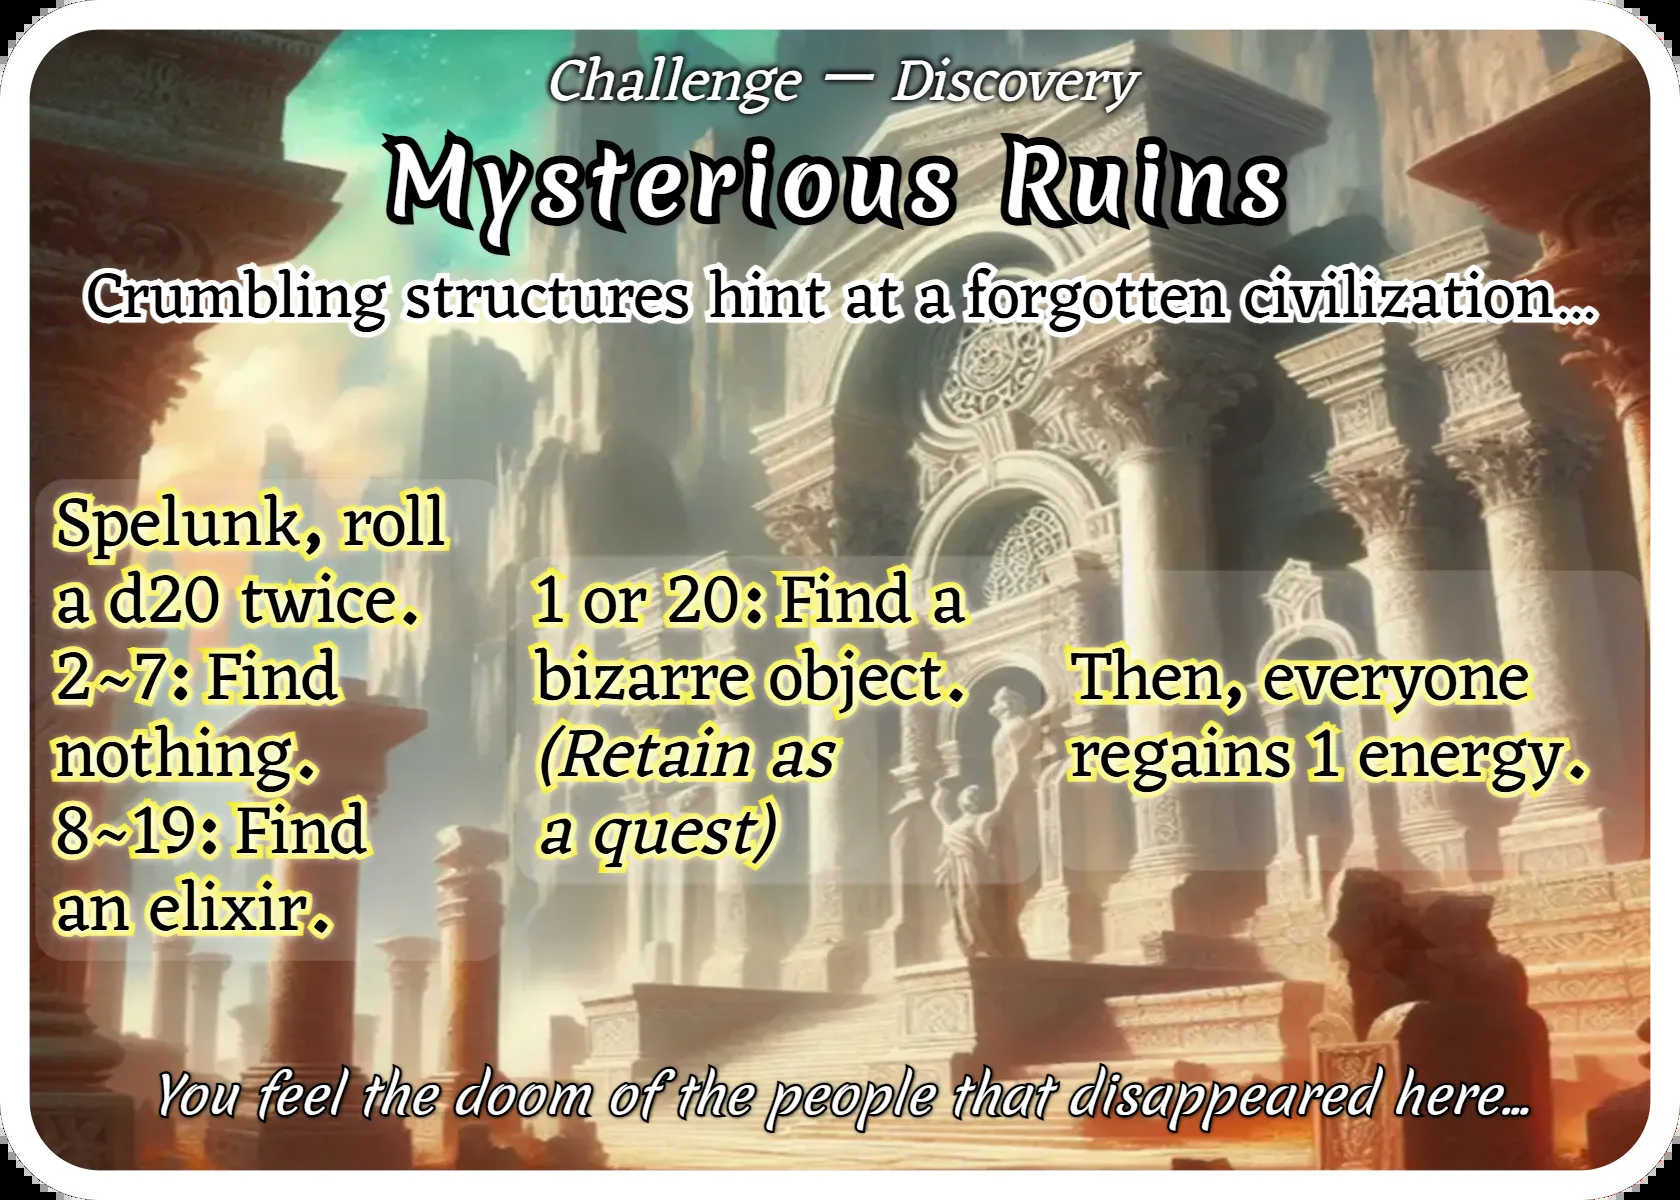 Challenge — Discovery
Mysterious Ruins
Crumbling structures hint at a forgotten civilization...
Spelunk, roll
a d20 twice.
2~7: Find
nothing.
8~19: Find
an elixir.
1 or 20: Find a
bizarre object.
(Retain as
a quest)
Then, everyone
regains 1 energy.
You feel the doom of the people that disappeared here...